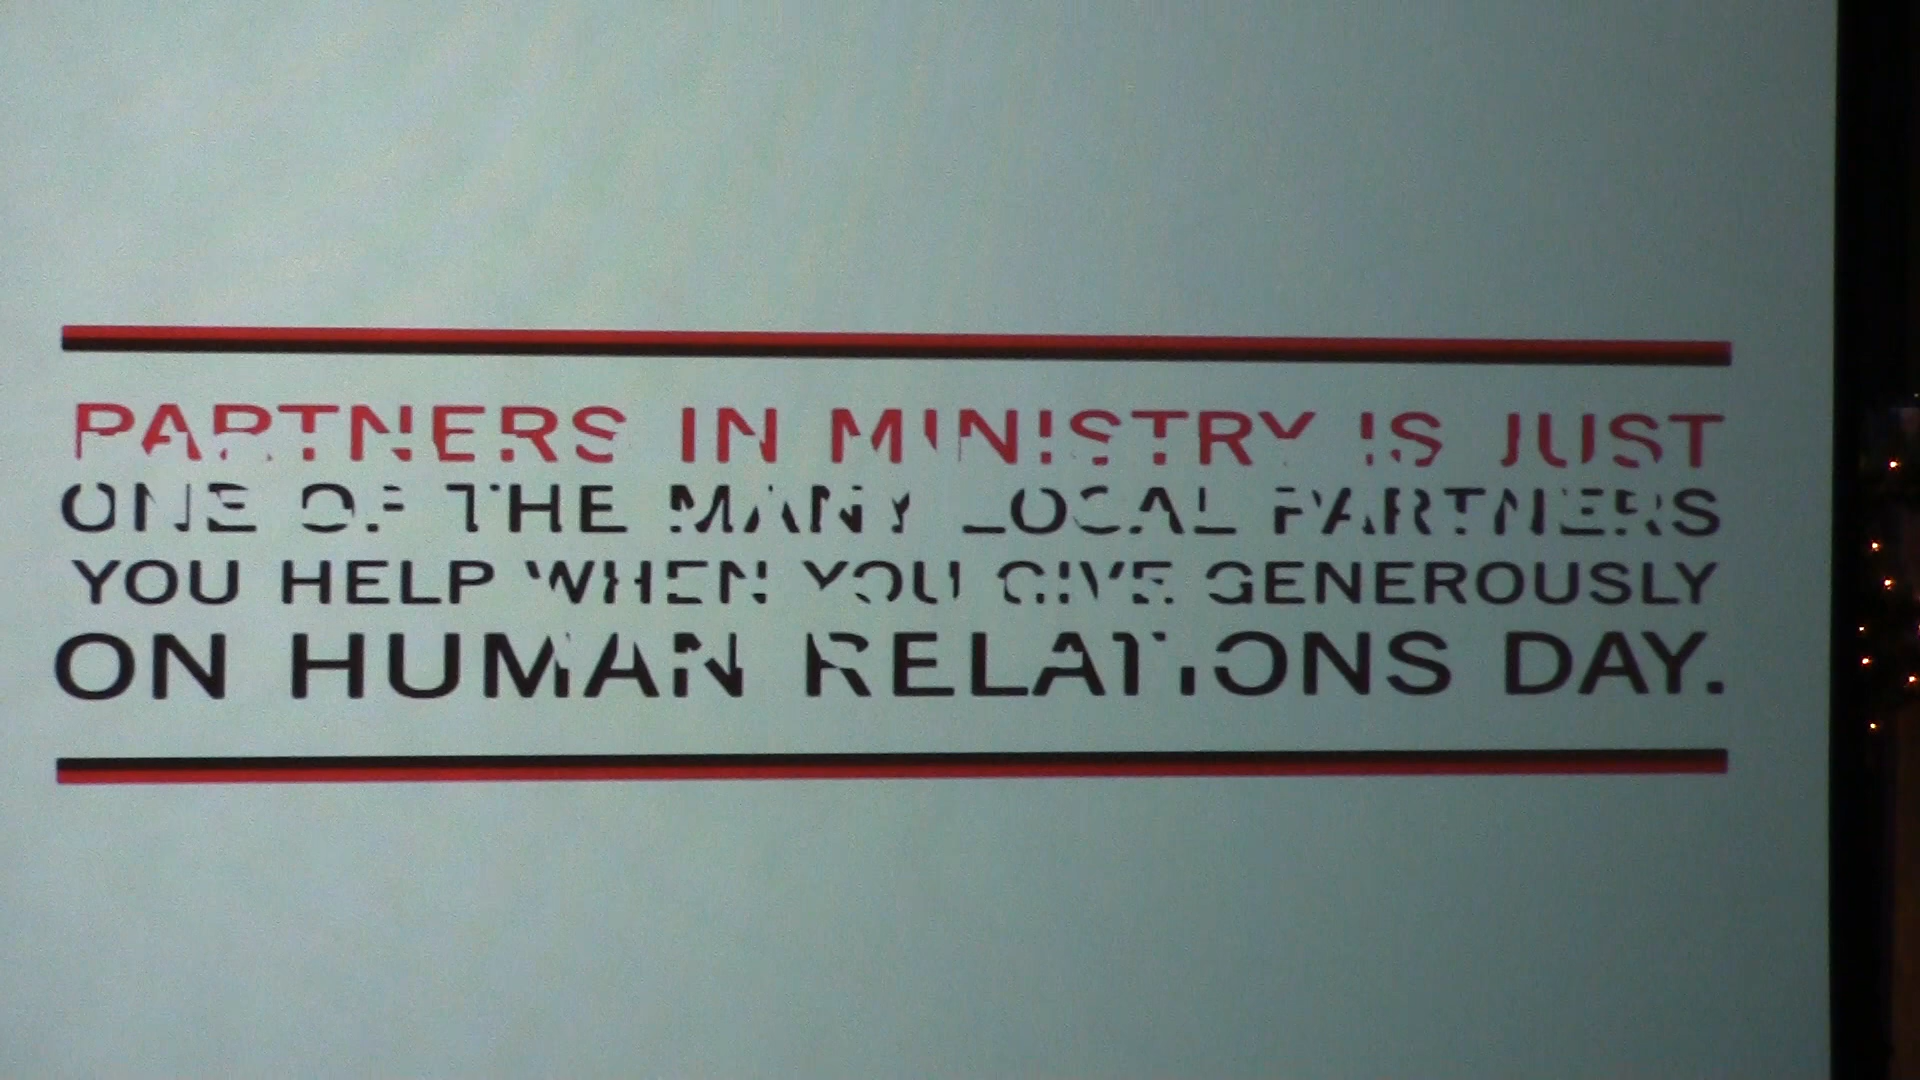 PARTNERS IN MINISTRY IS JUST
ONE OF THE MANY LOCAL PARTNERS
YOU HELP WHEN YOU GIVE GENEROUSLY
ON HUMAN RELATIONS DAY.